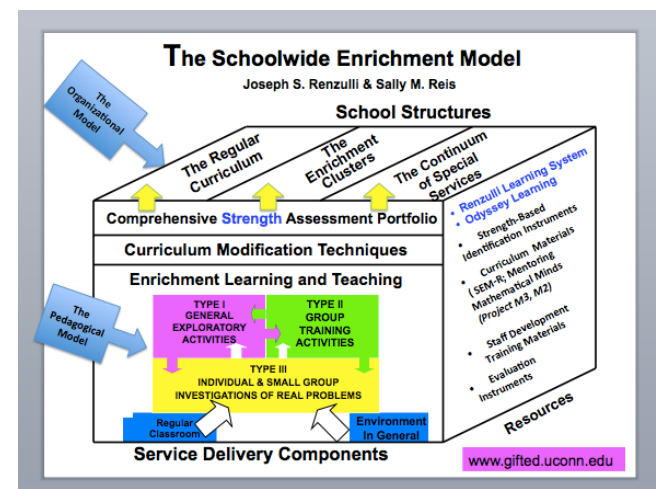 The Schoolwide Enrichment Model
Joseph S. Renzulli & Sally M. Reis
School Structures
The
Organizational
Model
The Regular
Curriculum
The
Enrichment
Clusters
The Continuum
of Special
Services
Comprehensive Strength Assessment Portfolio
Curriculum Modification Techniques
Enrichment Learning and Teaching
The
Pedagogical
Model
TYPE I
GENERAL
EXPLORATORY
ACTIVITIES
TYPE II
GROUP
TRAINING
ACTIVITIES
TYPE III
INDIVIDUAL & SMALL GROUP
INVESTIGATIONS OF REAL PROBLEMS
Regular
Classroom
Environment
In General
Service Delivery Components
• Renzulli Learning System
• Odyssey Learning
• Strength-Based
Identification Instruments
• Curriculum Materials
( SEM-R; Mentoring
Mathematical Minds
(Project M3, M2)
• Staff Development
Training Materials
• Evaluation
Instruments
Resources
www.gifted.uconn.edu